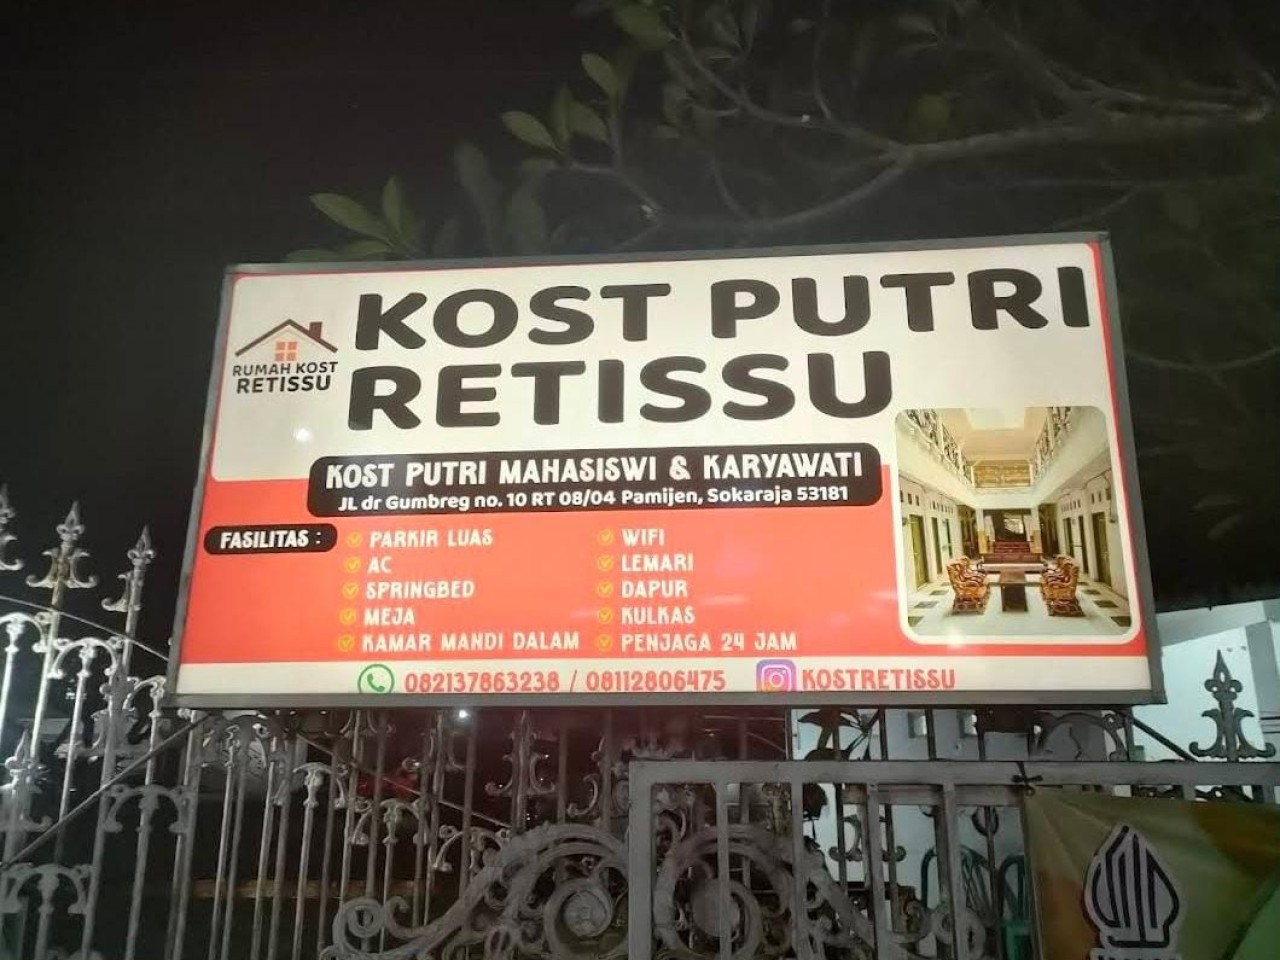 KOST PUTRI
RETISSU
RUMAH KOST
RETISSU
KOST PUTRI MAHASISWI & KARYAWATI
JL dr Gumbreg no. 10 RT 08/04 Pamijen, Sokaraja 53181
FASILITAS :
PARKIR LUAS
AC
SPRINGBED
MEJA
KAMAR MANDI DALAM
WIFI
LEMARI
DAPUR
KULKAS
PENJAGA 24 JAM
082137863238 / 08112806475
KOSTRETISSU